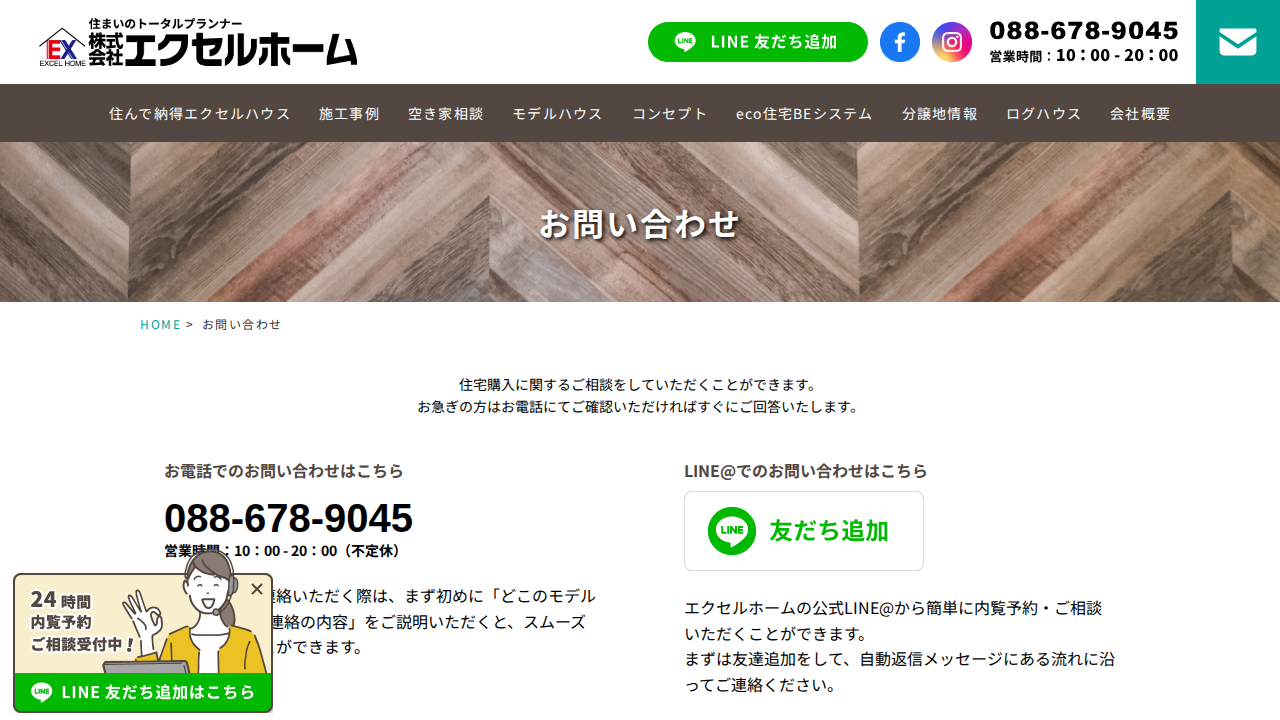 住まいのトータルプランナー
EX
EXCEL HOME
株式会社エクセルホーム
LINE
LINE 友だち追加
088-678-9045
営業時間：10：00 - 20：00
住んで納得エクセルハウス 施工事例 空き家相談 モデルハウス コンセプト eco住宅BEシステム 分譲地情報 ログハウス 会社概要
お問い合わせ
HOME > お問い合わせ
住宅購入に関するご相談をしていただくことができます。
お急ぎの方はお電話にてご確認いただければすぐにご回答いたします。
お電話でのお問い合わせはこちら
088-678-9045
営業時間：10：00 - 20：00（不定休）
絡いただく際は、まず初めに「どこのモデル
連絡の内容」をご説明いただくと、スムーズ
ができます。
LINE@でのお問い合わせはこちら
LINE
友だち追加
エクセルホームの公式LINE@から簡単に内覧予約・ご相談
いただくことができます。
まずは友達追加をして、自動返信メッセージにある流れに沿
ってご連絡ください。
24 時間
内覧予約
ご相談受付中！
LINE
LINE 友だち追加はこちら